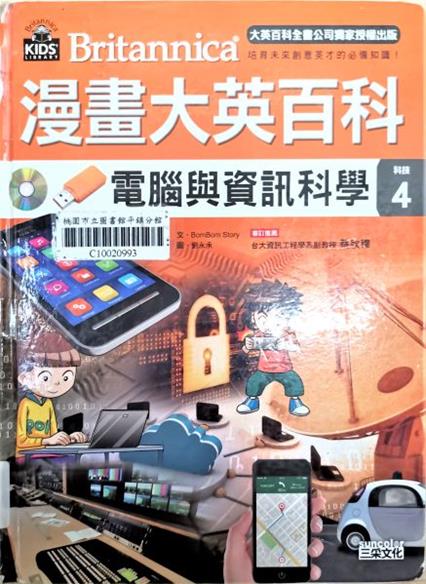 Britannica
KIDS
LIBRARY
Britannica®
大英百科全書公司獨家授權出版
培育未來創意英才的必備知識！
漫畫大英百科
電腦與資訊科學
科技
4
桃園市立圖書館平鎮分館
C10020993
文・BomBom Story
圖・劉永承
審訂推薦
台大資訊工程學系副教授
suncolor
三采文化